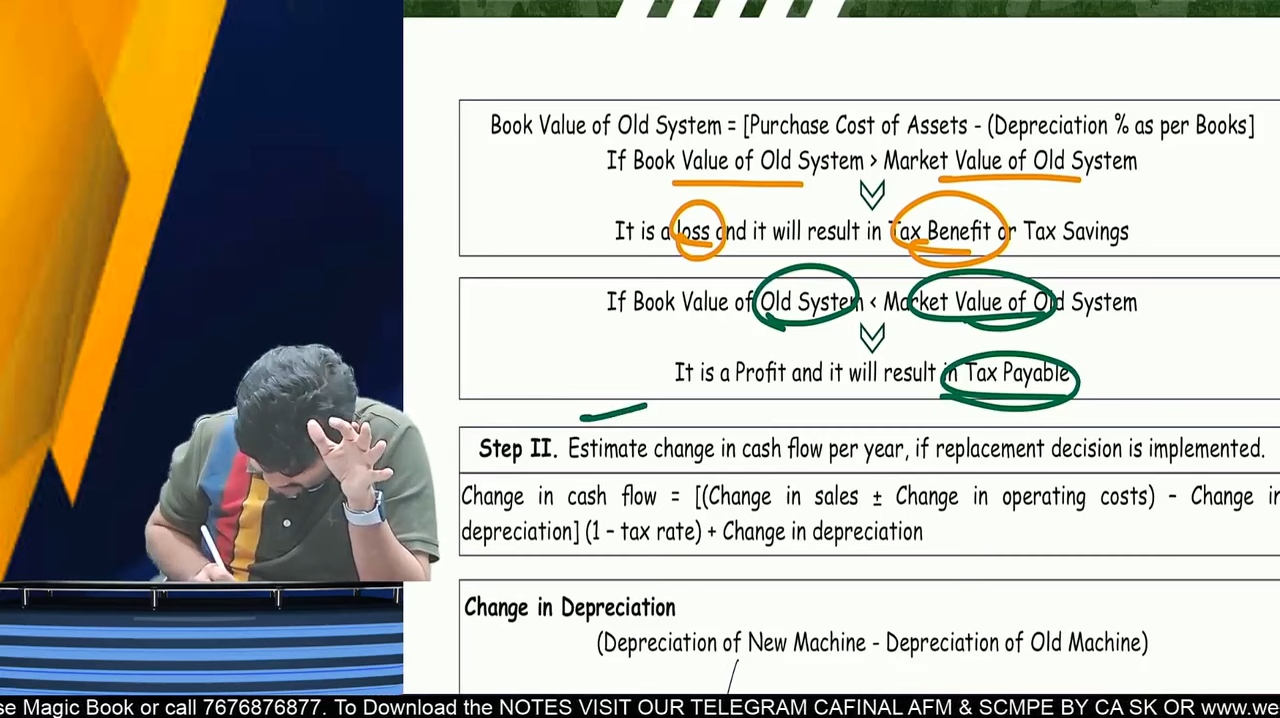 Book Value of Old System = [Purchase Cost of Assets - (Depreciation % as per Books]
If Book Value of Old System > Market Value of Old System
It is a loss and it will result in Tax Benefit or Tax Savings
If Book Value of Old System < Market Value of Old System
It is a Profit and it will result in Tax Payable
Step II. Estimate change in cash flow per year, if replacement decision is implemented.
Change in cash flow = [(Change in sales ± Change in operating costs) – Change in
depreciation] (1 – tax rate) + Change in depreciation
Change in Depreciation
(Depreciation of New Machine - Depreciation of Old Machine)
se Magic Book or call 7676876877. To Download the NOTES VISIT OUR TELEGRAM CAFINAL AFM & SCMPE BY CA SK OR www.we